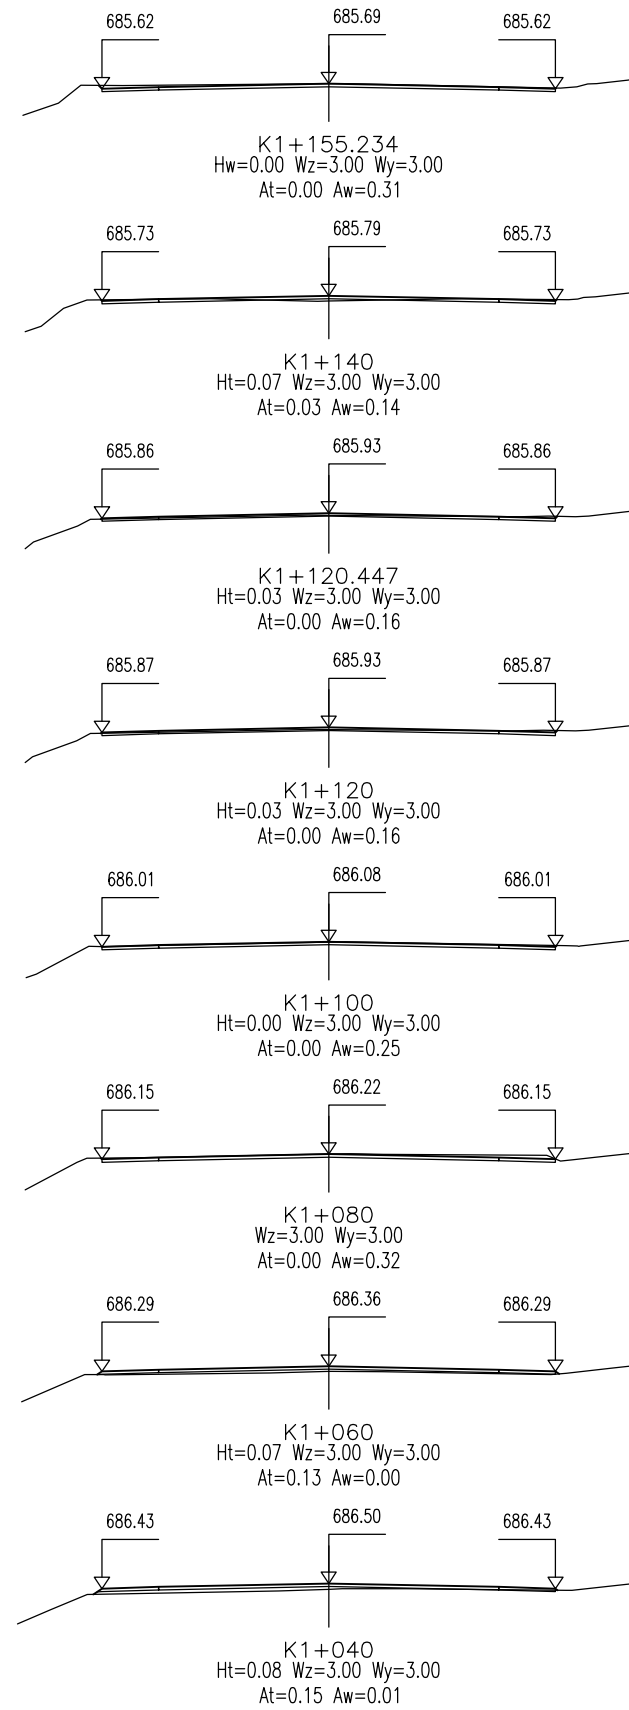 685.62 685.69 685.62
K1+155.234
Hw=0.00 Wz=3.00 Wy=3.00
At=0.00 Aw=0.31
685.73 685.79 685.73
K1+140
Ht=0.07 Wz=3.00 Wy=3.00
At=0.03 Aw=0.14
685.86 685.93 685.86
K1+120.447
Ht=0.03 Wz=3.00 Wy=3.00
At=0.00 Aw=0.16
685.87 685.93 685.87
K1+120
Ht=0.03 Wz=3.00 Wy=3.00
At=0.00 Aw=0.16
686.01 686.08 686.01
K1+100
Ht=0.00 Wz=3.00 Wy=3.00
At=0.00 Aw=0.25
686.15 686.22 686.15
K1+080
Wz=3.00 Wy=3.00
At=0.00 Aw=0.32
686.29 686.36 686.29
K1+060
Ht=0.07 Wz=3.00 Wy=3.00
At=0.13 Aw=0.00
686.43 686.50 686.43
K1+040
Ht=0.08 Wz=3.00 Wy=3.00
At=0.15 Aw=0.01